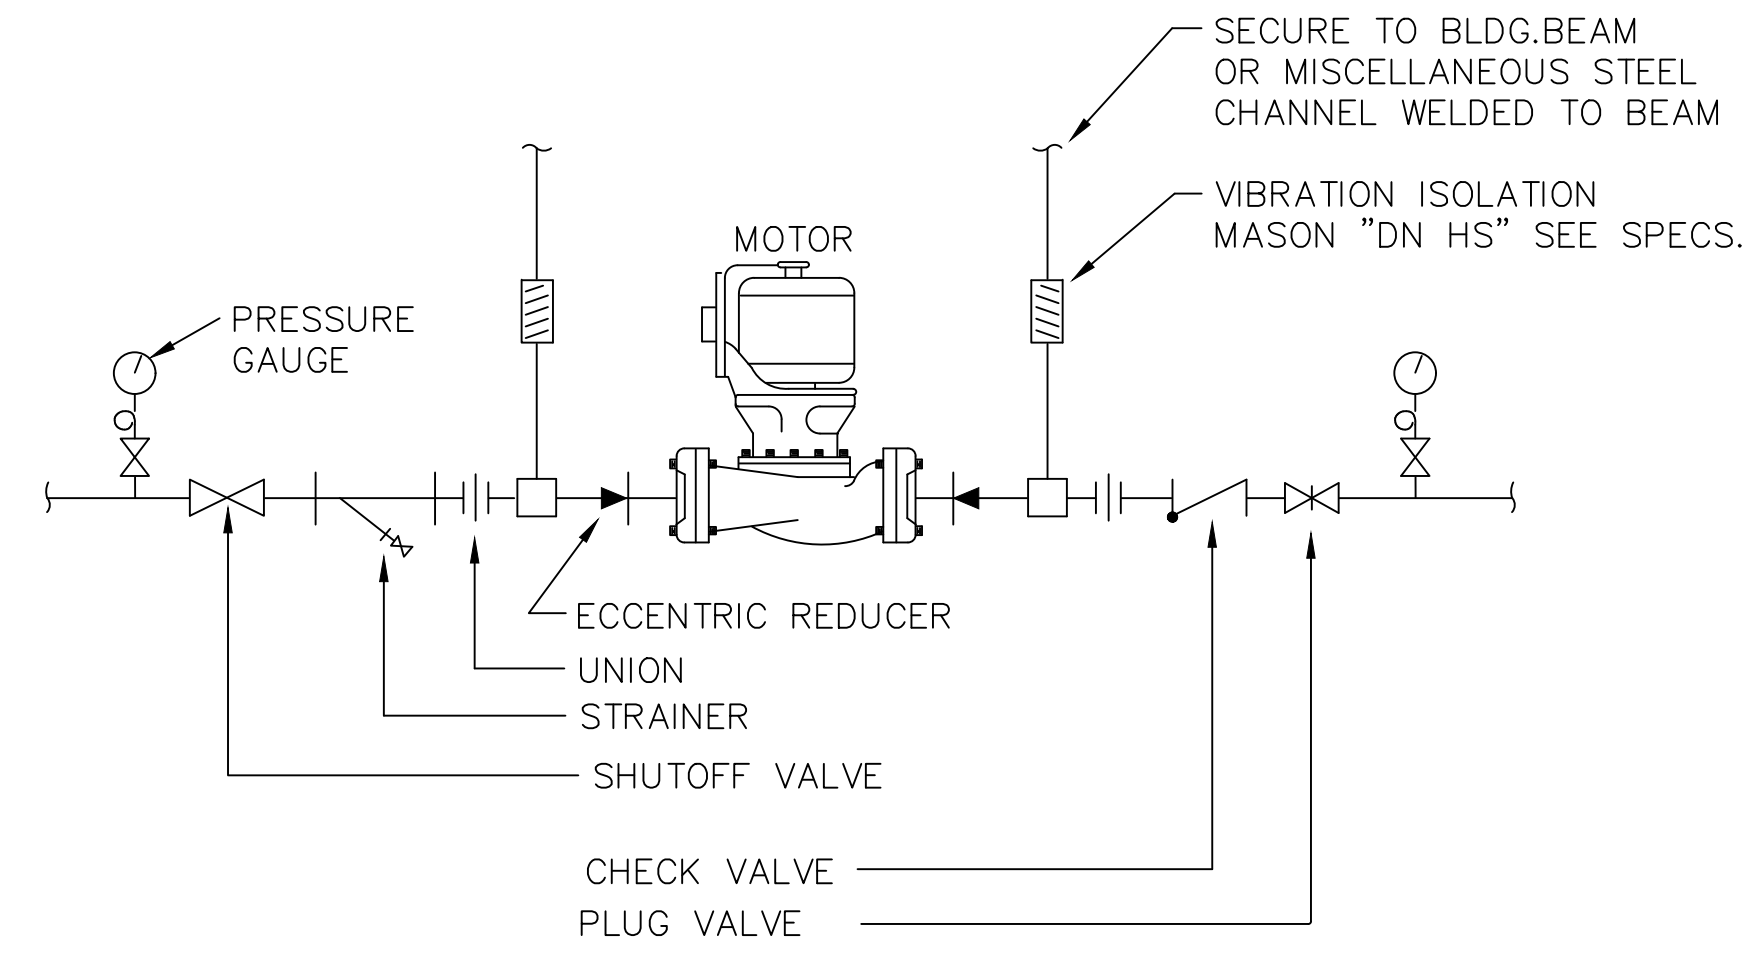 SECURE TO BLDG.BEAM
OR MISCELLANEOUS STEEL
CHANNEL WELDED TO BEAM
VIBRATION ISOLATION
MASON ”DN HS” SEE SPECS.
MOTOR
PRESSURE
GAUGE
ECCENTRIC REDUCER
UNION
STRAINER
SHUTOFF VALVE
CHECK VALVE
PLUG VALVE